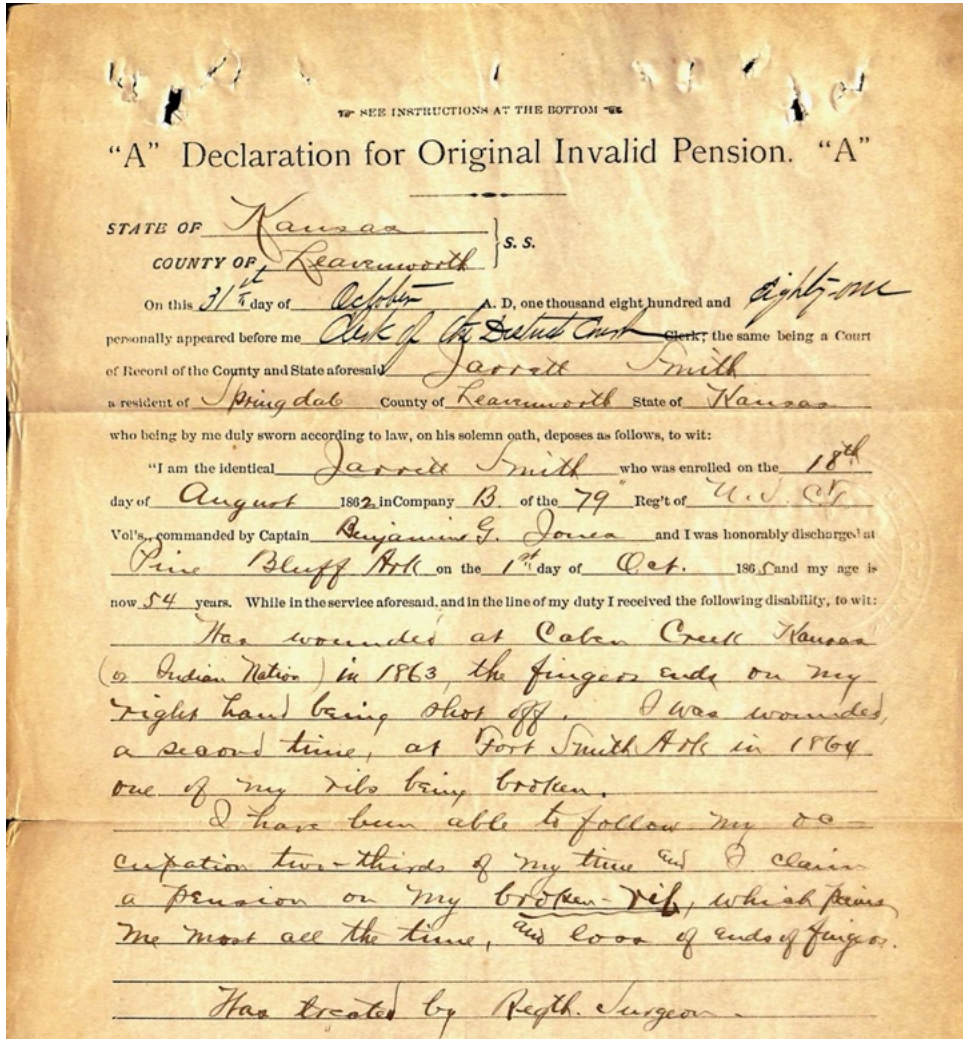 SEE INSTRUCTIONS AT THE BOTTOM
"A" Declaration for Original Invalid Pension. "A"
STATE OF Kansas
S. S.
COUNTY OF Leavenworth
On this 31st day of October A. D, one thousand eight hundred and eighty-one
personally appeared before me Clerk of the District Court Clerk; the same being a Court
of Record of the County and State aforesaid Jarrett Smith
a resident of Springdale County of Leavenworth State of Kansas
who being by me duly sworn according to law, on his solemn oath, deposes as follows, to wit:
"I am the identical Jarrett Smith who was enrolled on the 18th
day of August 1862 in Company B. of the 79" Reg't of U. S. Cd
Vol's., commanded by Captain Benjamin G. Jones and I was honorably discharged at
Pine Bluff Ark on the 1st day of Oct. 1865 and my age is
now 54 years. While in the service aforesaid, and in the line of my duty I received the following disability, to wit:
Was wounded at Caben Creek Kansas
(or Indian Nation) in 1863, the fingers ends on my
right hand being shot off. I was wounded,
a second time, at Fort Smith Ark in 1864
one of my ribs being broken.
I have been able to follow my oc-
cupation two-thirds of my time and I claim
a pension on my broken-rib, which pains
me most all the time, and loss of ends of fingers.
Was treated by Regth. Surgeon.